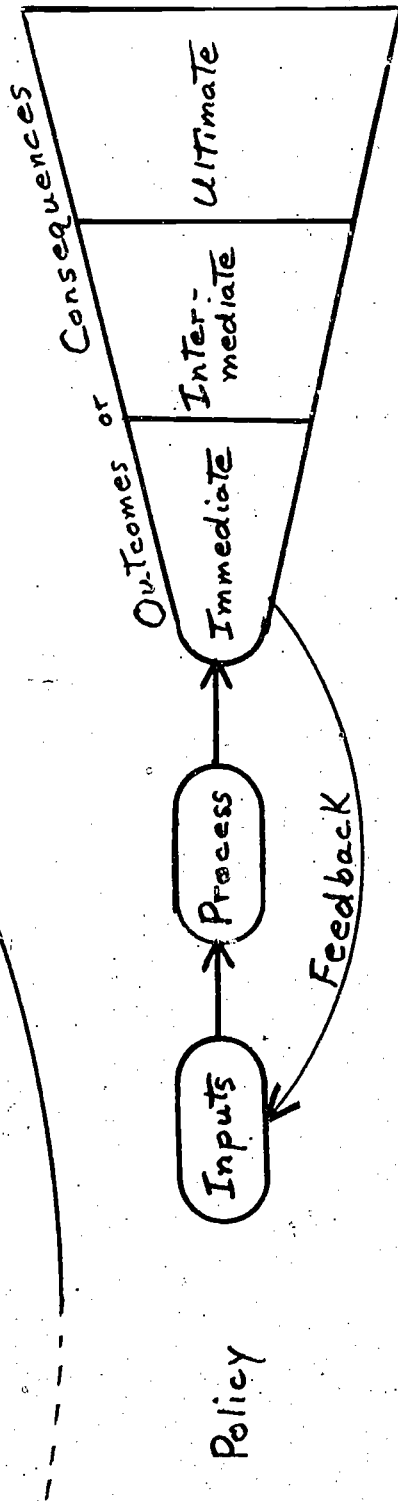 Policy
Inputs
Process
Outcomes or Consequences
Immediate
Inter-
mediate
Ultimate
Feedback